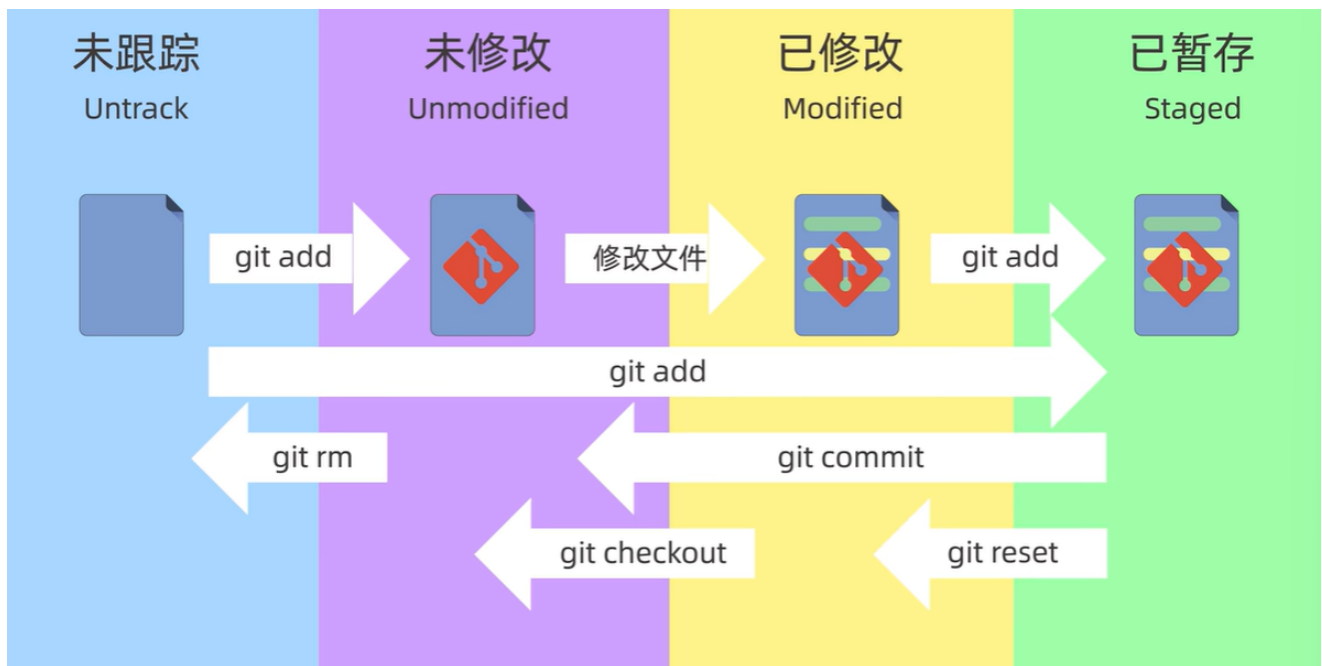 未跟踪
未修改
已修改
已暂存
Untrack
Unmodified
Modified
Staged
git add
修改文件
git add
git add
git rm
git commit
git checkout
git reset